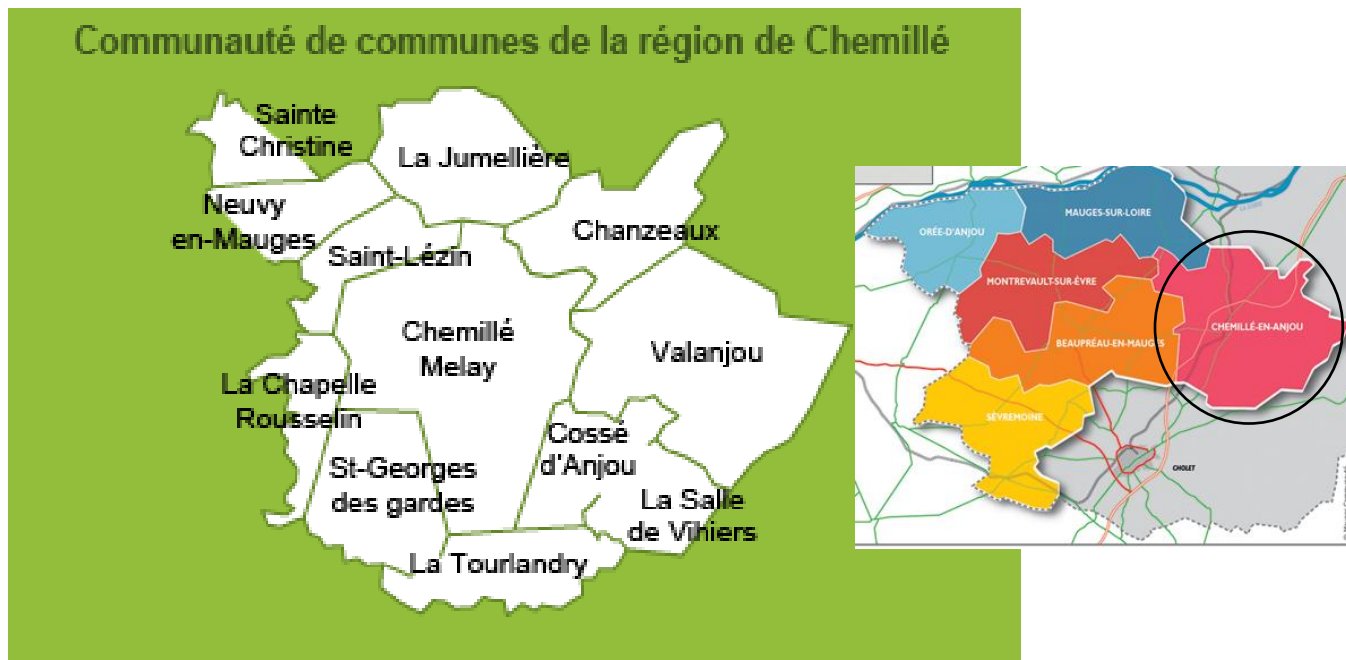 Communauté de communes de la région de Chemillé
Sainte
Christine
La Jumellière
Neuvy
en-Mauges
Chanzeaux
Saint-Lézin
Chemillé
Melay
Valanjou
La Chapelle
Rousselin
Cossé
d'Anjou
St-Georges
des gardes
La Salle
de Vihiers
La Tourlandry
MAUGES-SUR-LOIRE
ORÉE-D'ANJOU
MONTREVAULT-SUR-ÈVRE
CHEMILLÉ-EN-ANJOU
BEAUPRÉAU-EN-MAUGES
SÈVREMOINE
CHOLET